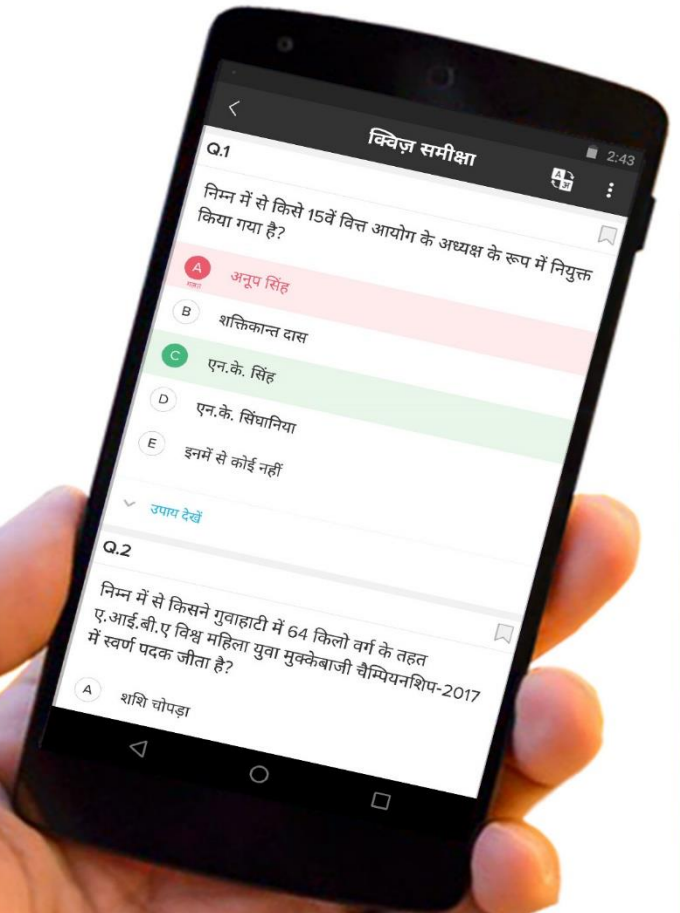 2:43
क्विज़ समीक्षा
Q.1
निम्न में से किसे 15वें वित्त आयोग के अध्यक्ष के रूप में नियुक्त
किया गया है?
A अनूप सिंह
B शक्तिकान्त दास
C एन.के. सिंह
D एन.के. सिंघानिया
E इनमें से कोई नहीं
उपाय देखें
Q.2
निम्न में से किसने गुवाहाटी में 64 किलो वर्ग के तहत
ए.आई.बी.ए विश्व महिला युवा मुक्केबाजी चैम्पियनशिप-2017
में स्वर्ण पदक जीता है?
A शशि चोपड़ा